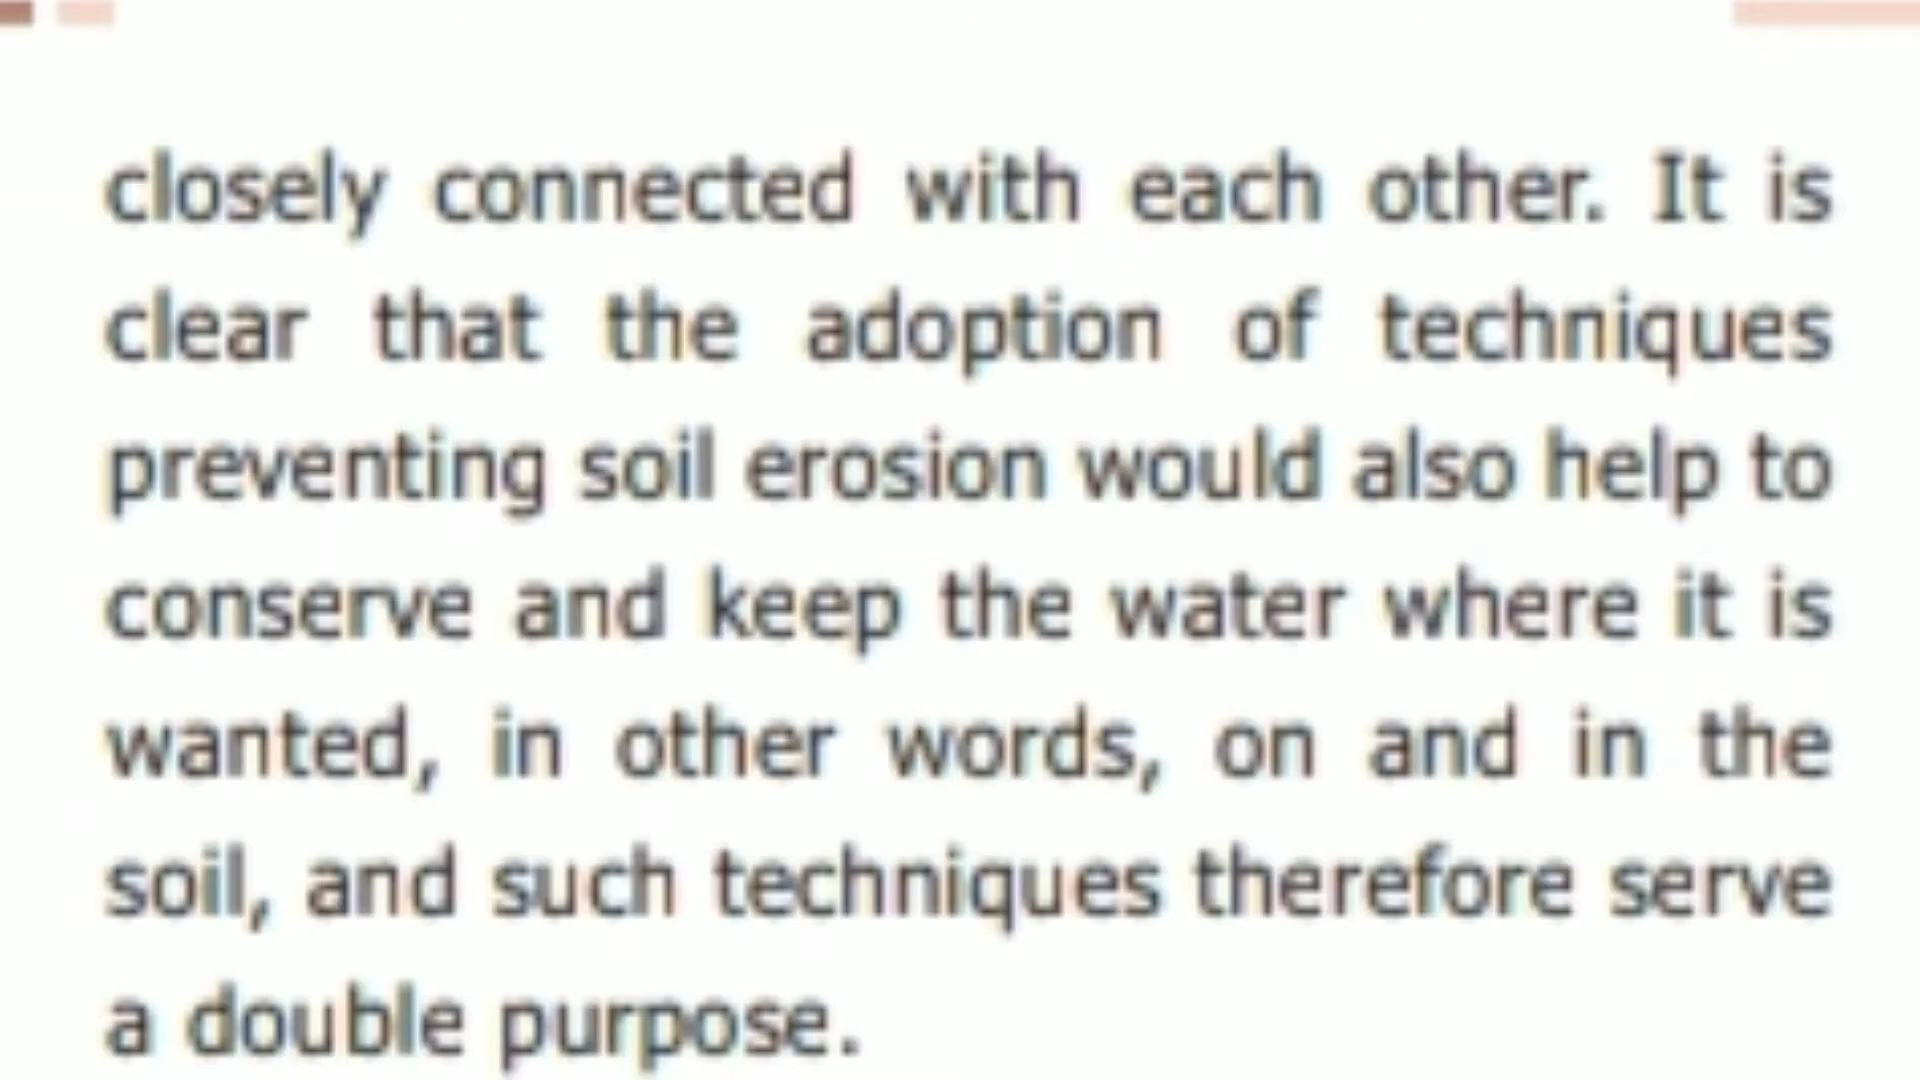 closely connected with each other. It is
clear that the adoption of techniques
preventing soil erosion would also help to
conserve and keep the water where it is
wanted, in other words, on and in the
soil, and such techniques therefore serve
a double purpose.